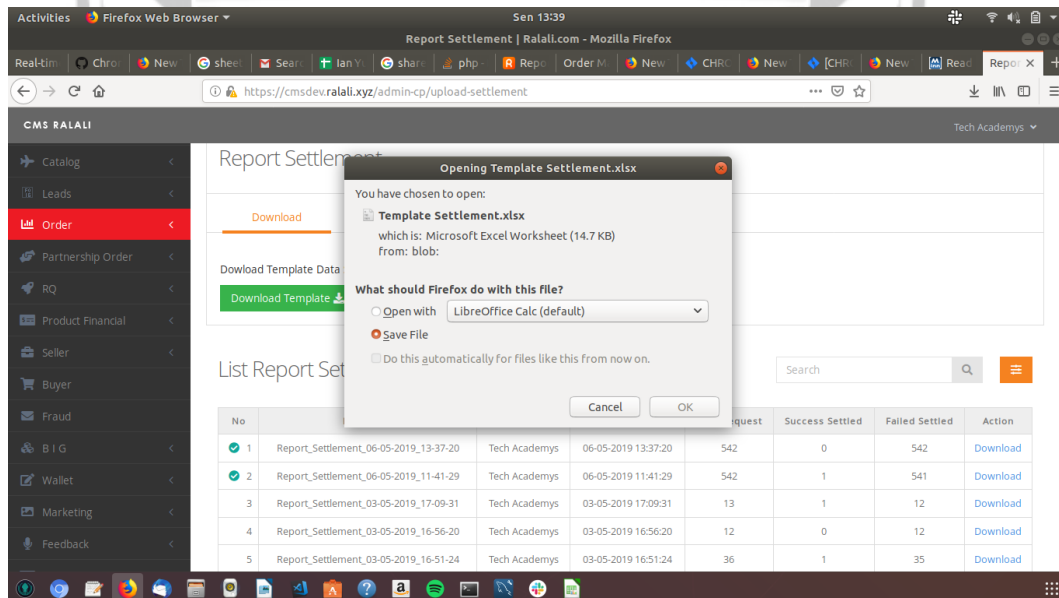 Activities Firefox Web Browser Sen 13:39
Report Settlement | Ralali.com - Mozilla Firefox
Real-tim Chro New sheet Searc Ian Y share php - Repo Order M New CHRO New [CHR New Read Repor
https://cmsdev.ralali.xyz/admin-cp/upload-settlement
CMS RALALI Tech Academys
Catalog
Leads
Order
Partnership Order
RQ
Product Financial
Seller
Buyer
Fraud
B I G
Wallet
Marketing
Feedback
Report Settlement
Download
Dowload Template Data
Download Template
Opening Template Settlement.xlsx
You have chosen to open:
Template Settlement.xlsx
which is: Microsoft Excel Worksheet (14.7 KB)
from: blob:
What should Firefox do with this file?
Open with LibreOffice Calc (default)
Save File
Do this automatically for files like this from now on.
Cancel OK
List Report Set
Search
No quest Success Settled Failed Settled Action
1 Report_Settlement_06-05-2019_13-37-20 Tech Academys 06-05-2019 13:37:20 542 0 542 Download
2 Report_Settlement_06-05-2019_11-41-29 Tech Academys 06-05-2019 11:41:29 542 1 541 Download
3 Report_Settlement_03-05-2019_17-09-31 Tech Academys 03-05-2019 17:09:31 13 1 12 Download
4 Report_Settlement_03-05-2019_16-56-20 Tech Academys 03-05-2019 16:56:20 12 0 12 Download
5 Report_Settlement_03-05-2019_16-51-24 Tech Academys 03-05-2019 16:51:24 36 1 35 Download